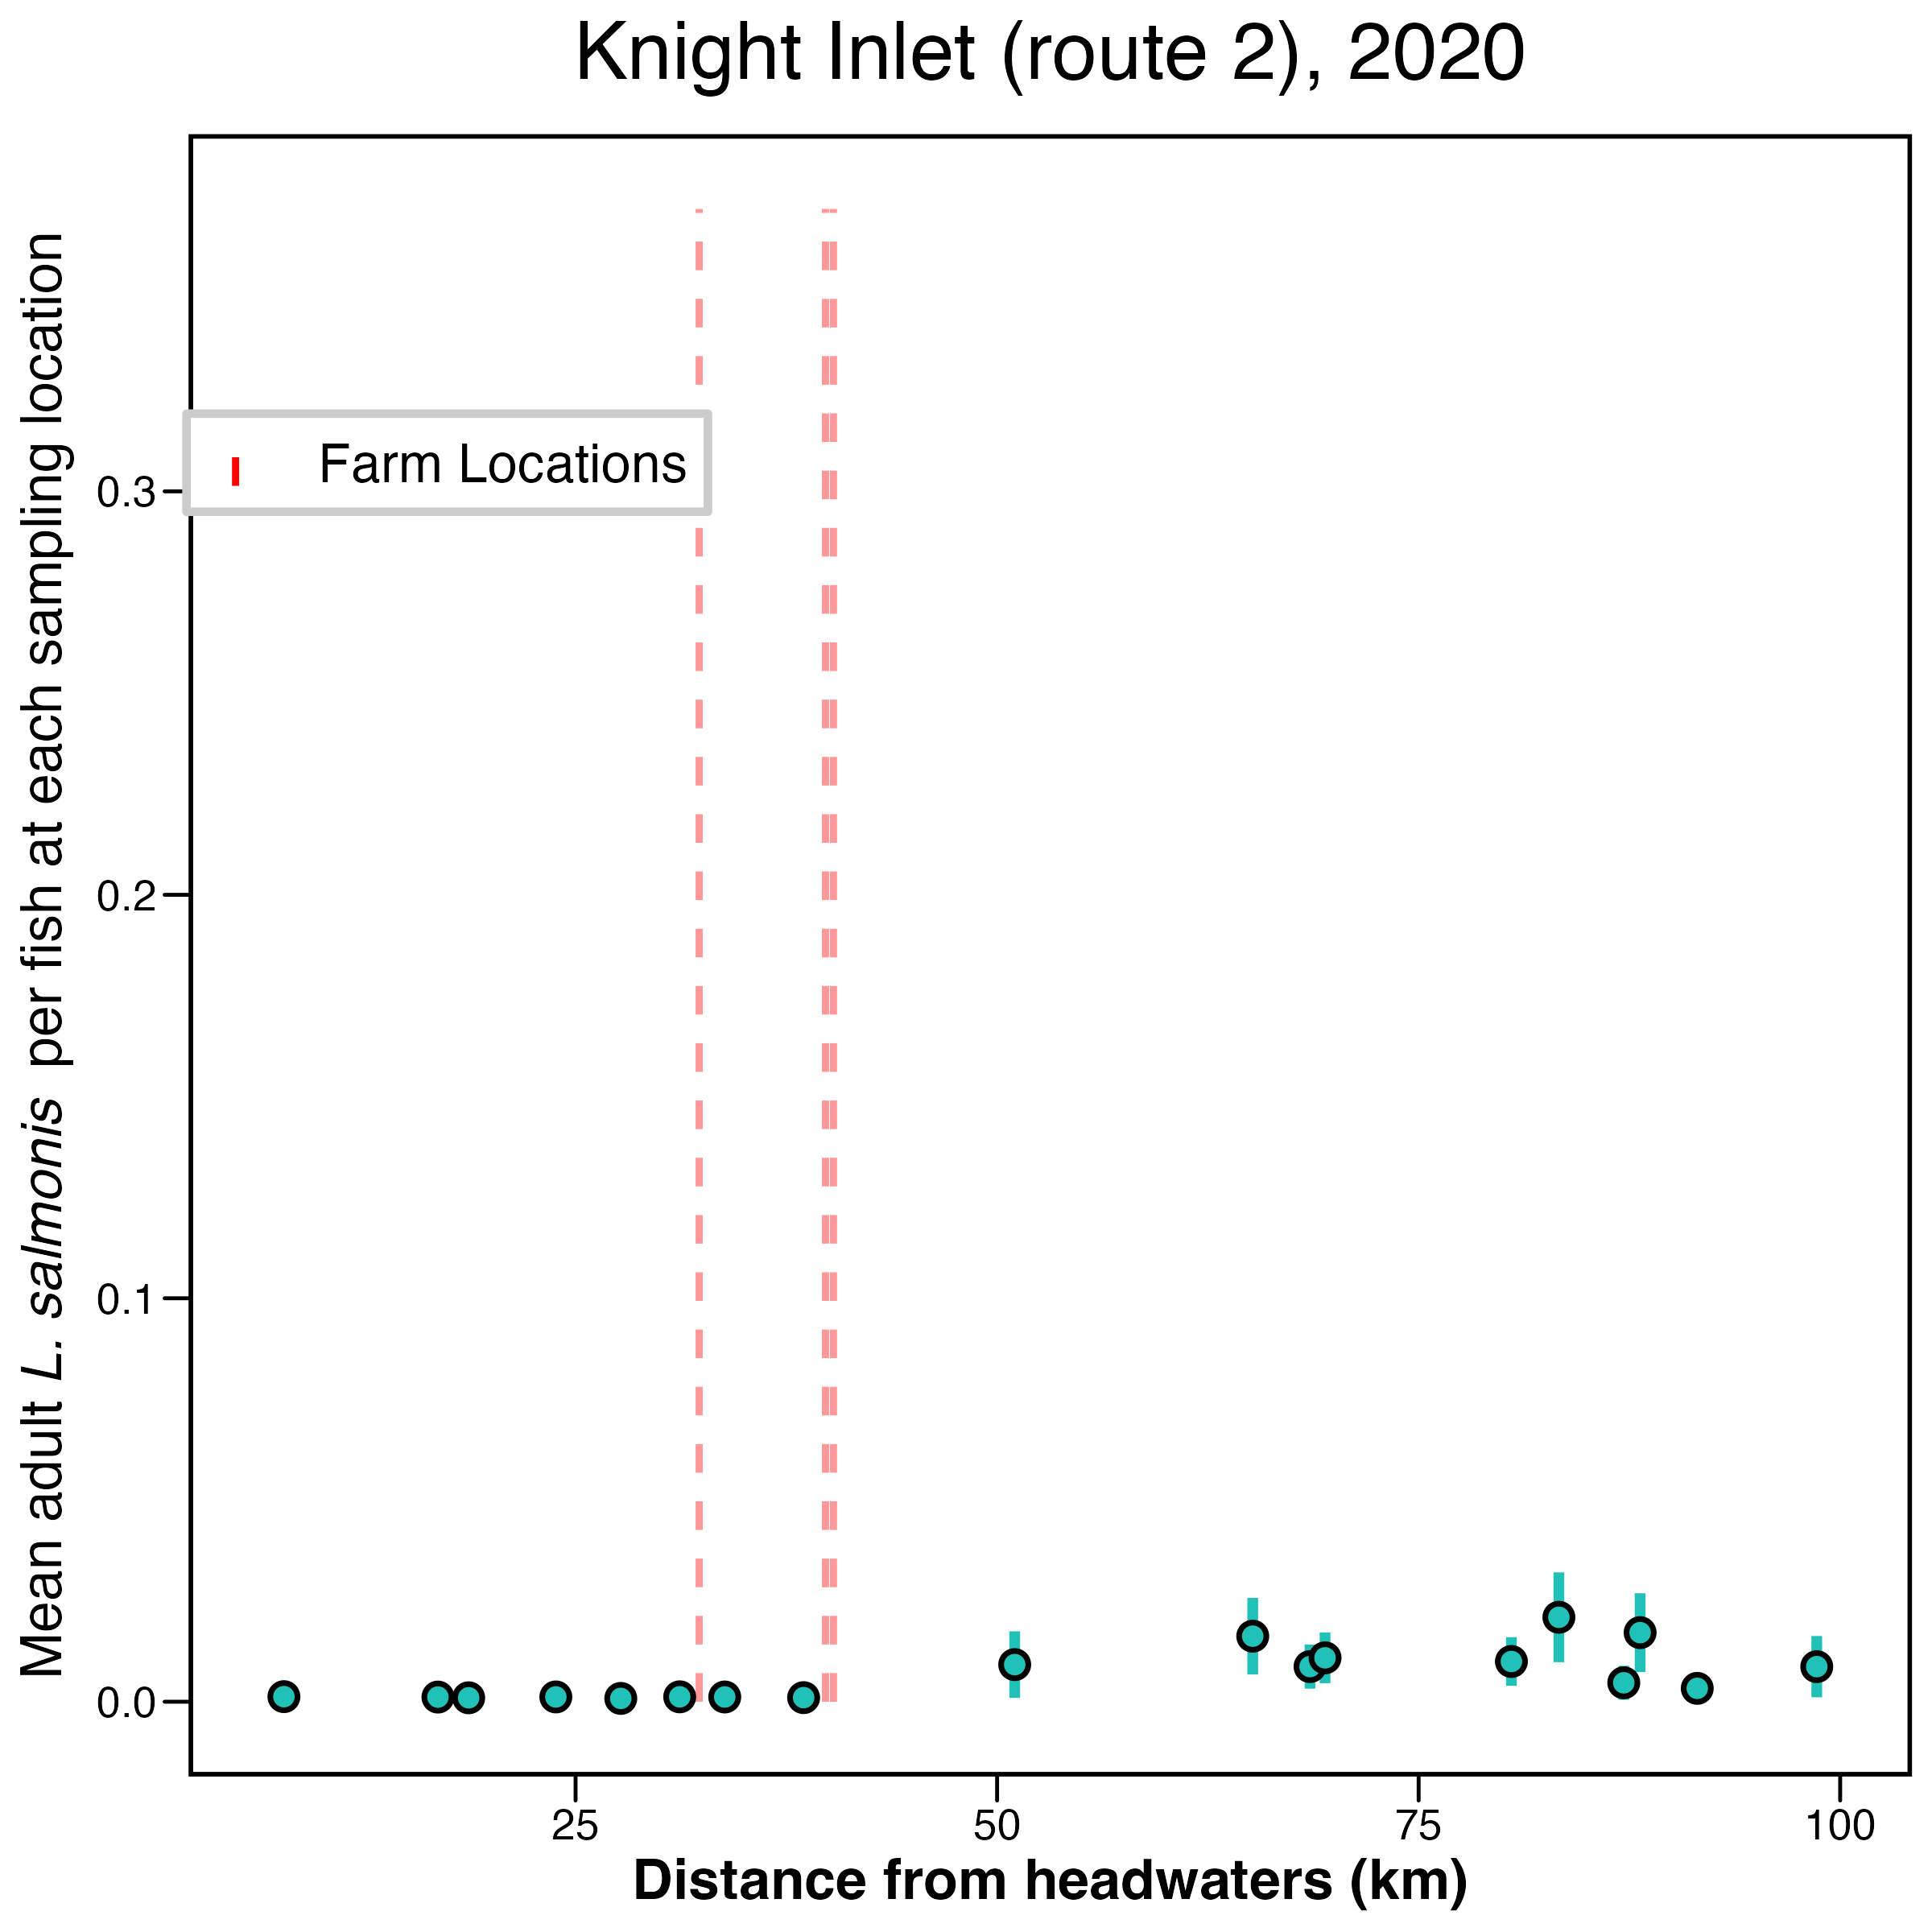 Knight Inlet (route 2), 2020
Mean adult L. salmonis per fish at each sampling location
Farm Locations
0.3
0.2
0.1
0.0
25 50 75 100
Distance from headwaters (km)